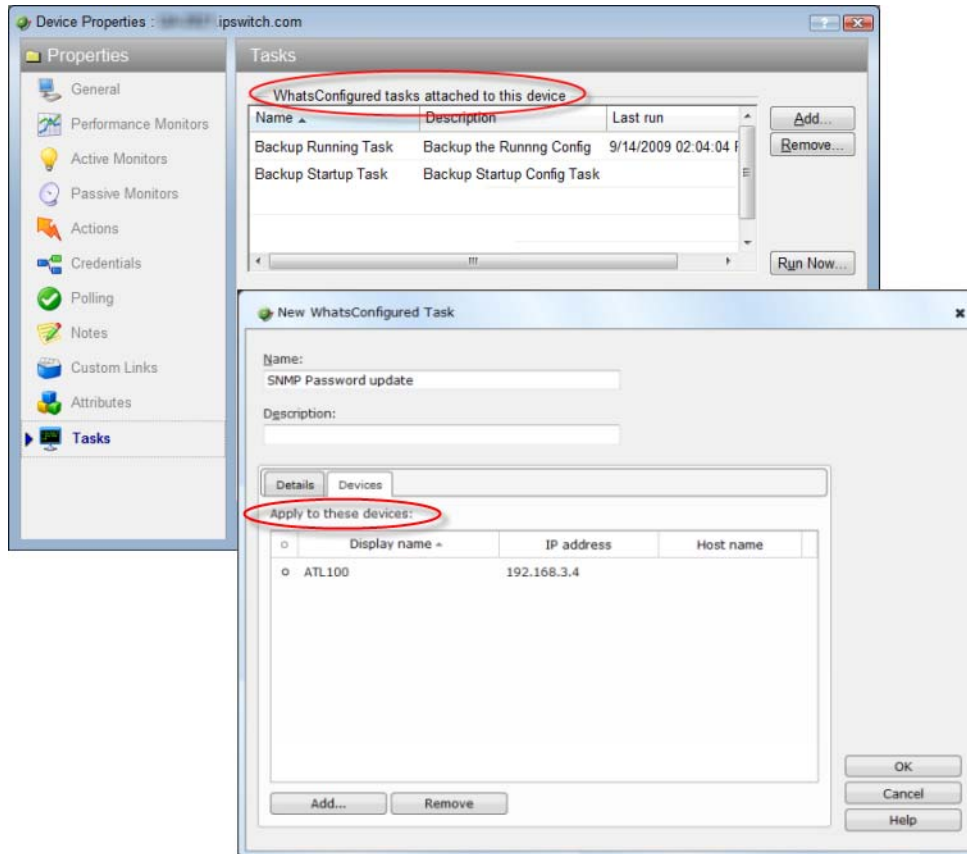 Device Properties : .ipswitch.com
?
Properties
General
Performance Monitors
Active Monitors
Passive Monitors
Actions
Credentials
Polling
Notes
Custom Links
Attributes
Tasks
Tasks
WhatsConfigured tasks attached to this device
Name Description Last run
Backup Running Task Backup the Runnng Config 9/14/2009 02:04:04
Backup Startup Task Backup Startup Config Task
Add...
Remove...
Run Now...
New WhatsConfigured Task
Name:
SNMP Password update
Description:
Details Devices
Apply to these devices:
Display name IP address Host name
ATL100 192.168.3.4
Add... Remove
OK
Cancel
Help